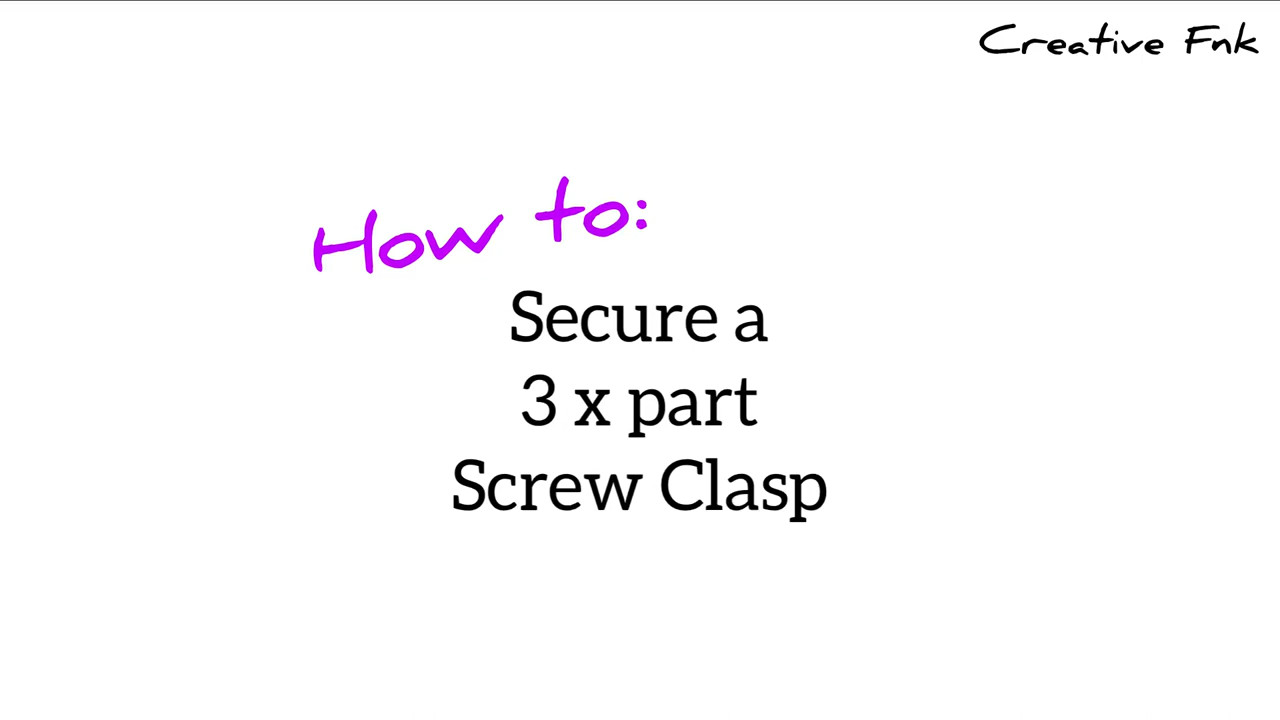 Creative Fnk
How to:
Secure a
3 x part
Screw Clasp